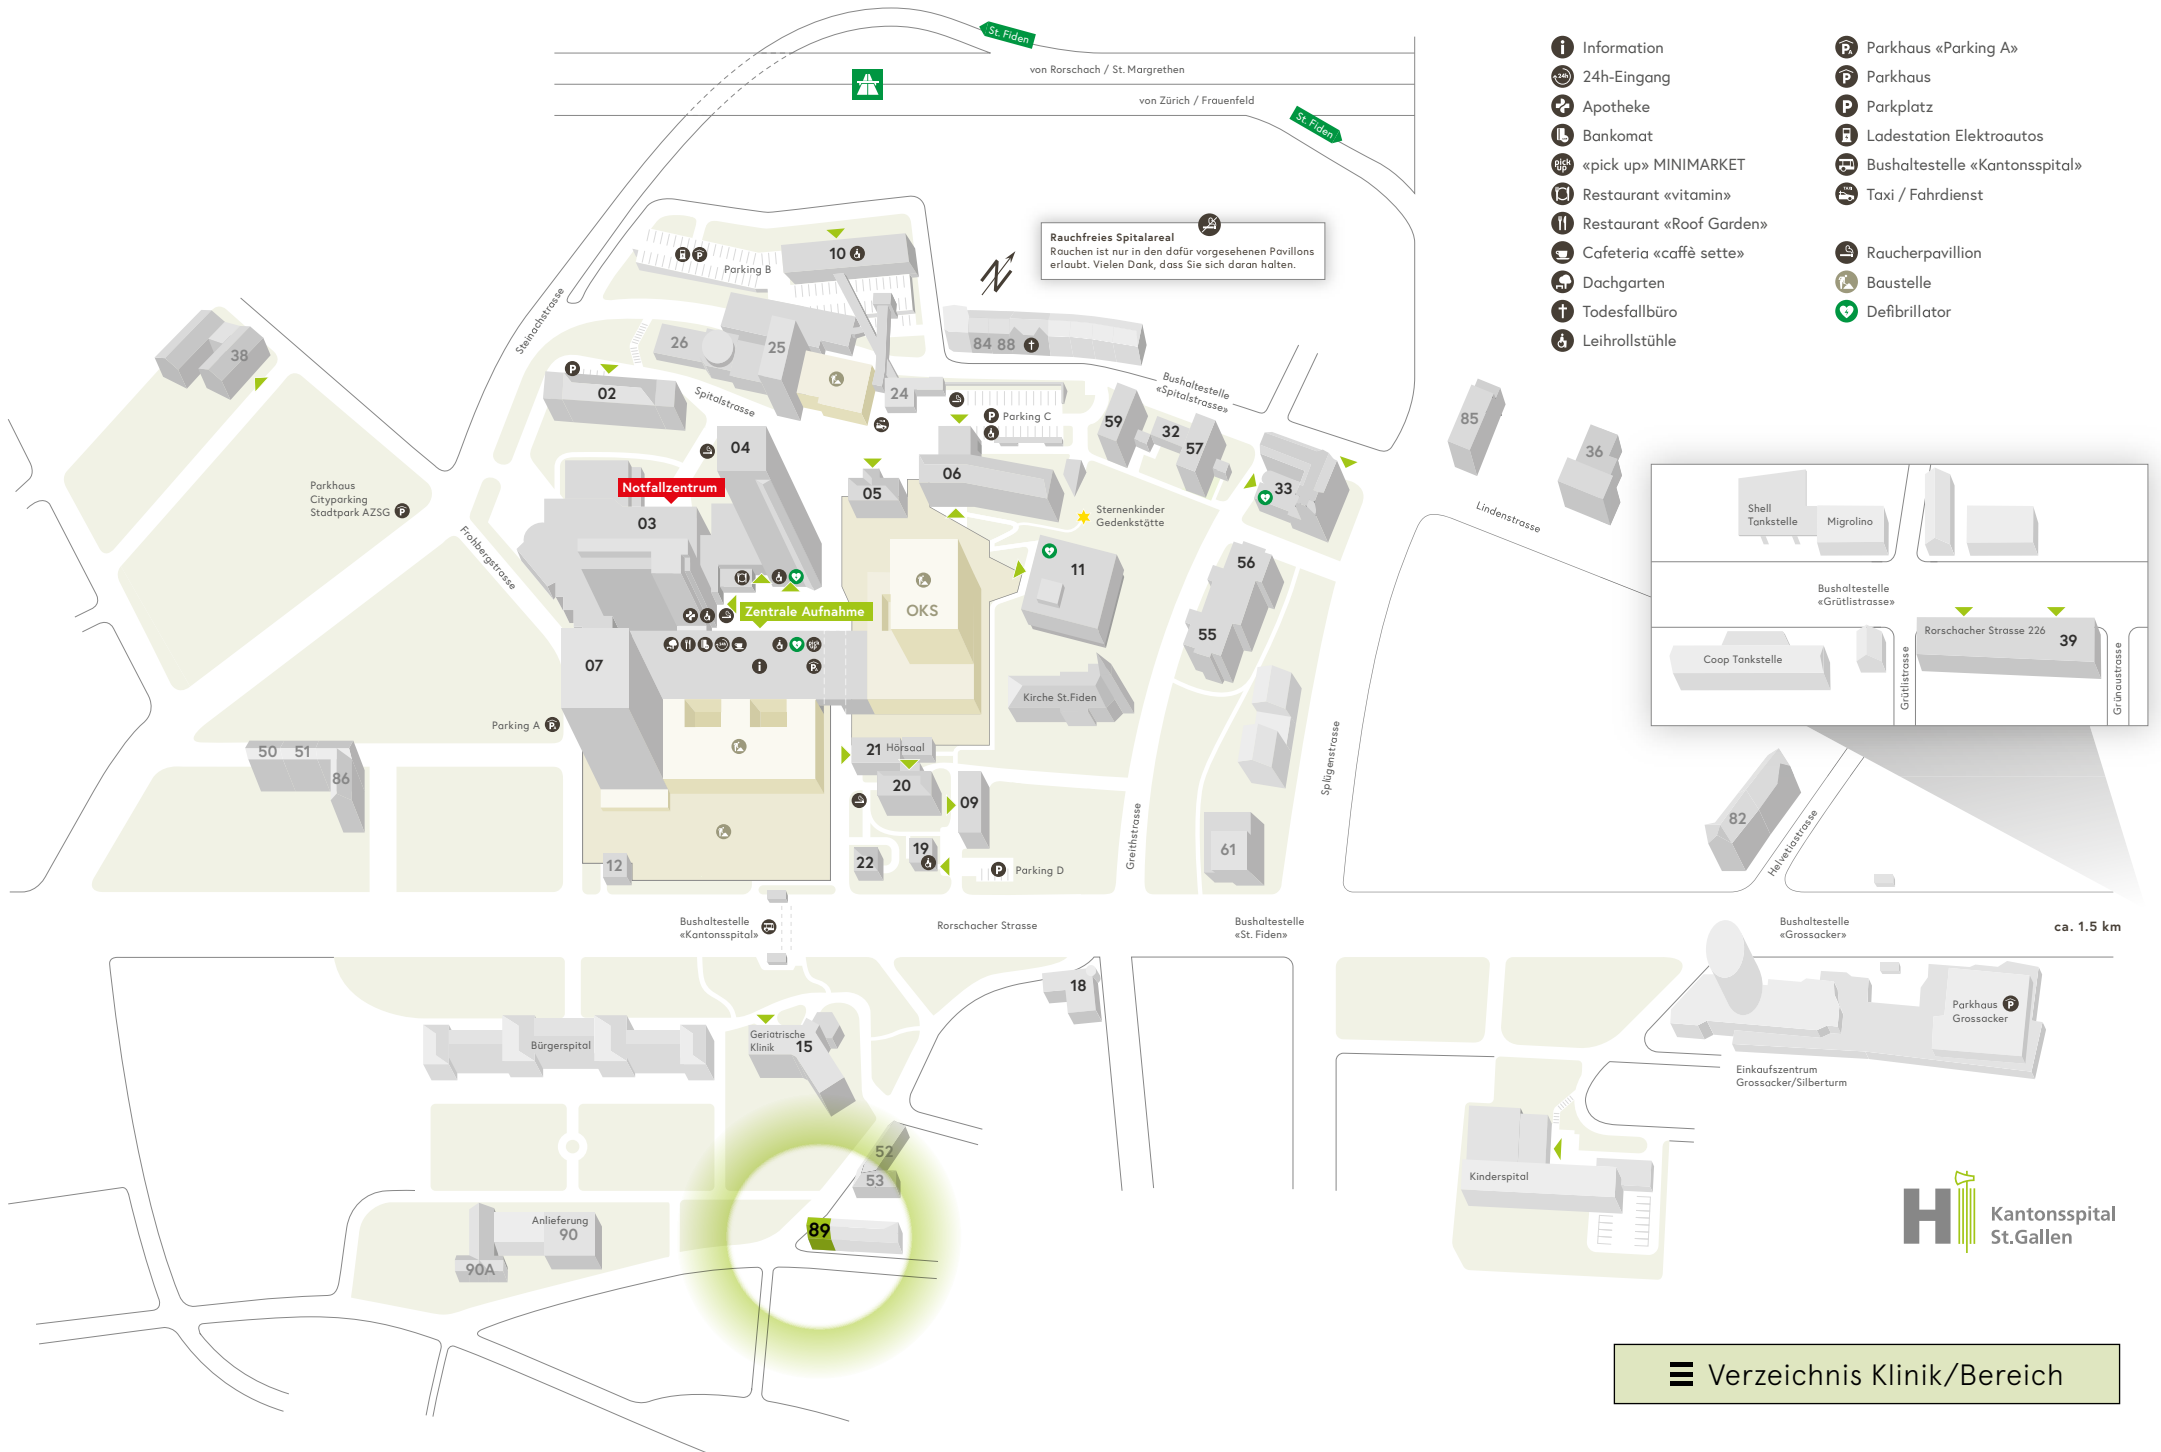 St. Fiden
von Rorschach / St. Margrethen
von Zürich / Frauenfeld
St. Fiden
Information
24h-Eingang
Apotheke
Bankomat
«pick up» MINIMARKET
Restaurant «vitamin»
Restaurant «Roof Garden»
Cafeteria «caffè sette»
Dachgarten
Todesfallbüro
Leihrollstühle
Parkhaus «Parking A»
Parkhaus
Parkplatz
Ladestation Elektroautos
Bushaltestelle «Kantonsspital»
Taxi / Fahrdienst
Raucherpavillion
Baustelle
Defibrillator
Rauchfreies Spitalareal
Rauchen ist nur in den dafür vorgesehenen Pavillons
erlaubt. Vielen Dank, dass Sie sich daran halten.
N
10
Parking B
Steinachstrasse
38
26
25
84 88
02
Spitalstrasse
24
Parking C
Bushaltestelle
«Spitalstrasse»
59
32
57
85
36
04
06
05
33
Parkhaus
Cityparking
Stadtpark AZSG
Notfallzentrum
03
Sternenkinder
Gedenkstätte
Lindenstrasse
Frohbergstrasse
11
56
55
OKS
Zentrale Aufnahme
07
Kirche St.Fiden
Shell
Tankstelle
Migrolino
Bushaltestelle
«Grütlistrasse»
Rorschacher Strasse 226
39
Coop Tankstelle
Grütlistrasse
Grünaustrasse
Parking A
50 51
86
21 Hörsaal
20
09
Splügenstrasse
Greithstrasse
82
Helvetiastrasse
61
12
22
19
Parking D
Bushaltestelle
«Kantonsspital»
Rorschacher Strasse
Bushaltestelle
«St. Fiden»
Bushaltestelle
«Grossacker»
ca. 1.5 km
18
Parkhaus
Grossacker
Bürgerspital
Geriatrische
Klinik
15
Einkaufszentrum
Grossacker/Silberturm
52
53
Kinderspital
89
Anlieferung
90
90A
H
Kantonsspital
St.Gallen
Verzeichnis Klinik/Bereich